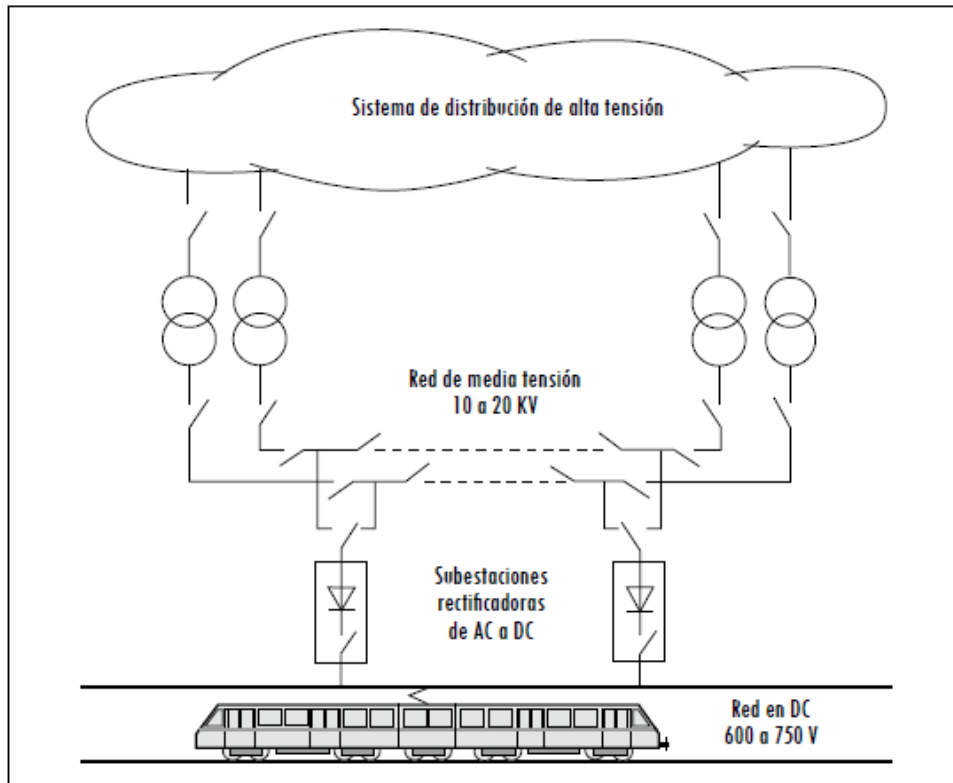 Sistema de distribución de alta tensión
Red de media tensión
10 a 20 KV
Subestaciones
rectificadoras
de AC a DC
Red en DC
600 a 750 V